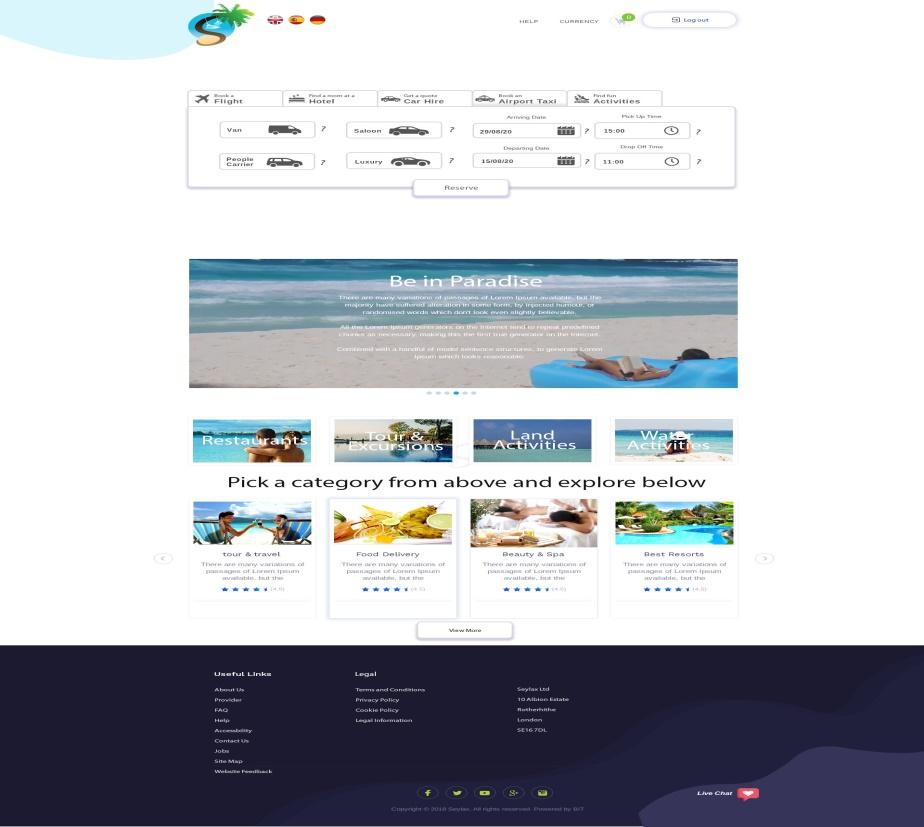 HELP
CURRENCY
0
Log out
Book a
Flight
Find a room at a
Hotel
Get a quote
Car Hire
Book an
Airport Taxi
Find fun
Activities
Arriving Date
Pick Up Time
Van
?
Saloon
?
29/08/20
?
15:00
?
Departing Date
Drop Off Time
People
Carrier
?
Luxury
?
15/08/20
?
11:00
?
Reserve
Be in Paradise
There are many variations of passages of Lorem Ipsum available, but the
majority have suffered alteration in some form, by injected humour, or
randomised words which don't look even slightly believable.
All the Lorem Ipsum generators on the Internet tend to repeat predefined
chunks as necessary, making this the first true generator on the Internet.
Combined with a handful of model sentence structures, to generate Lorem
Ipsum which looks reasonable.
Restaurants
Tour &
Excursions
Land
Activities
Water
Activities
Pick a category from above and explore below
<
tour & travel
There are many variations of
passages of Lorem Ipsum
available, but the
(4.5)
Food Delivery
There are many variations of
passages of Lorem Ipsum
available, but the
(4.5)
Beauty & Spa
There are many variations of
passages of Lorem Ipsum
available, but the
(4.5)
Best Resorts
There are many variations of
passages of Lorem Ipsum
available, but the
(4.5)
>
View More
Useful Links
About Us
Provider
FAQ
Help
Accessbility
Contact Us
Jobs
Site Map
Website Feedback
Legal
Terms and Conditions
Privacy Policy
Cookie Policy
Legal Information
Seylax Ltd
10 Albion Estate
Rotherhithe
London
SE16 7DL
Live Chat
Copyright © 2018 Seylax. All rights reserved. Powered by BIT